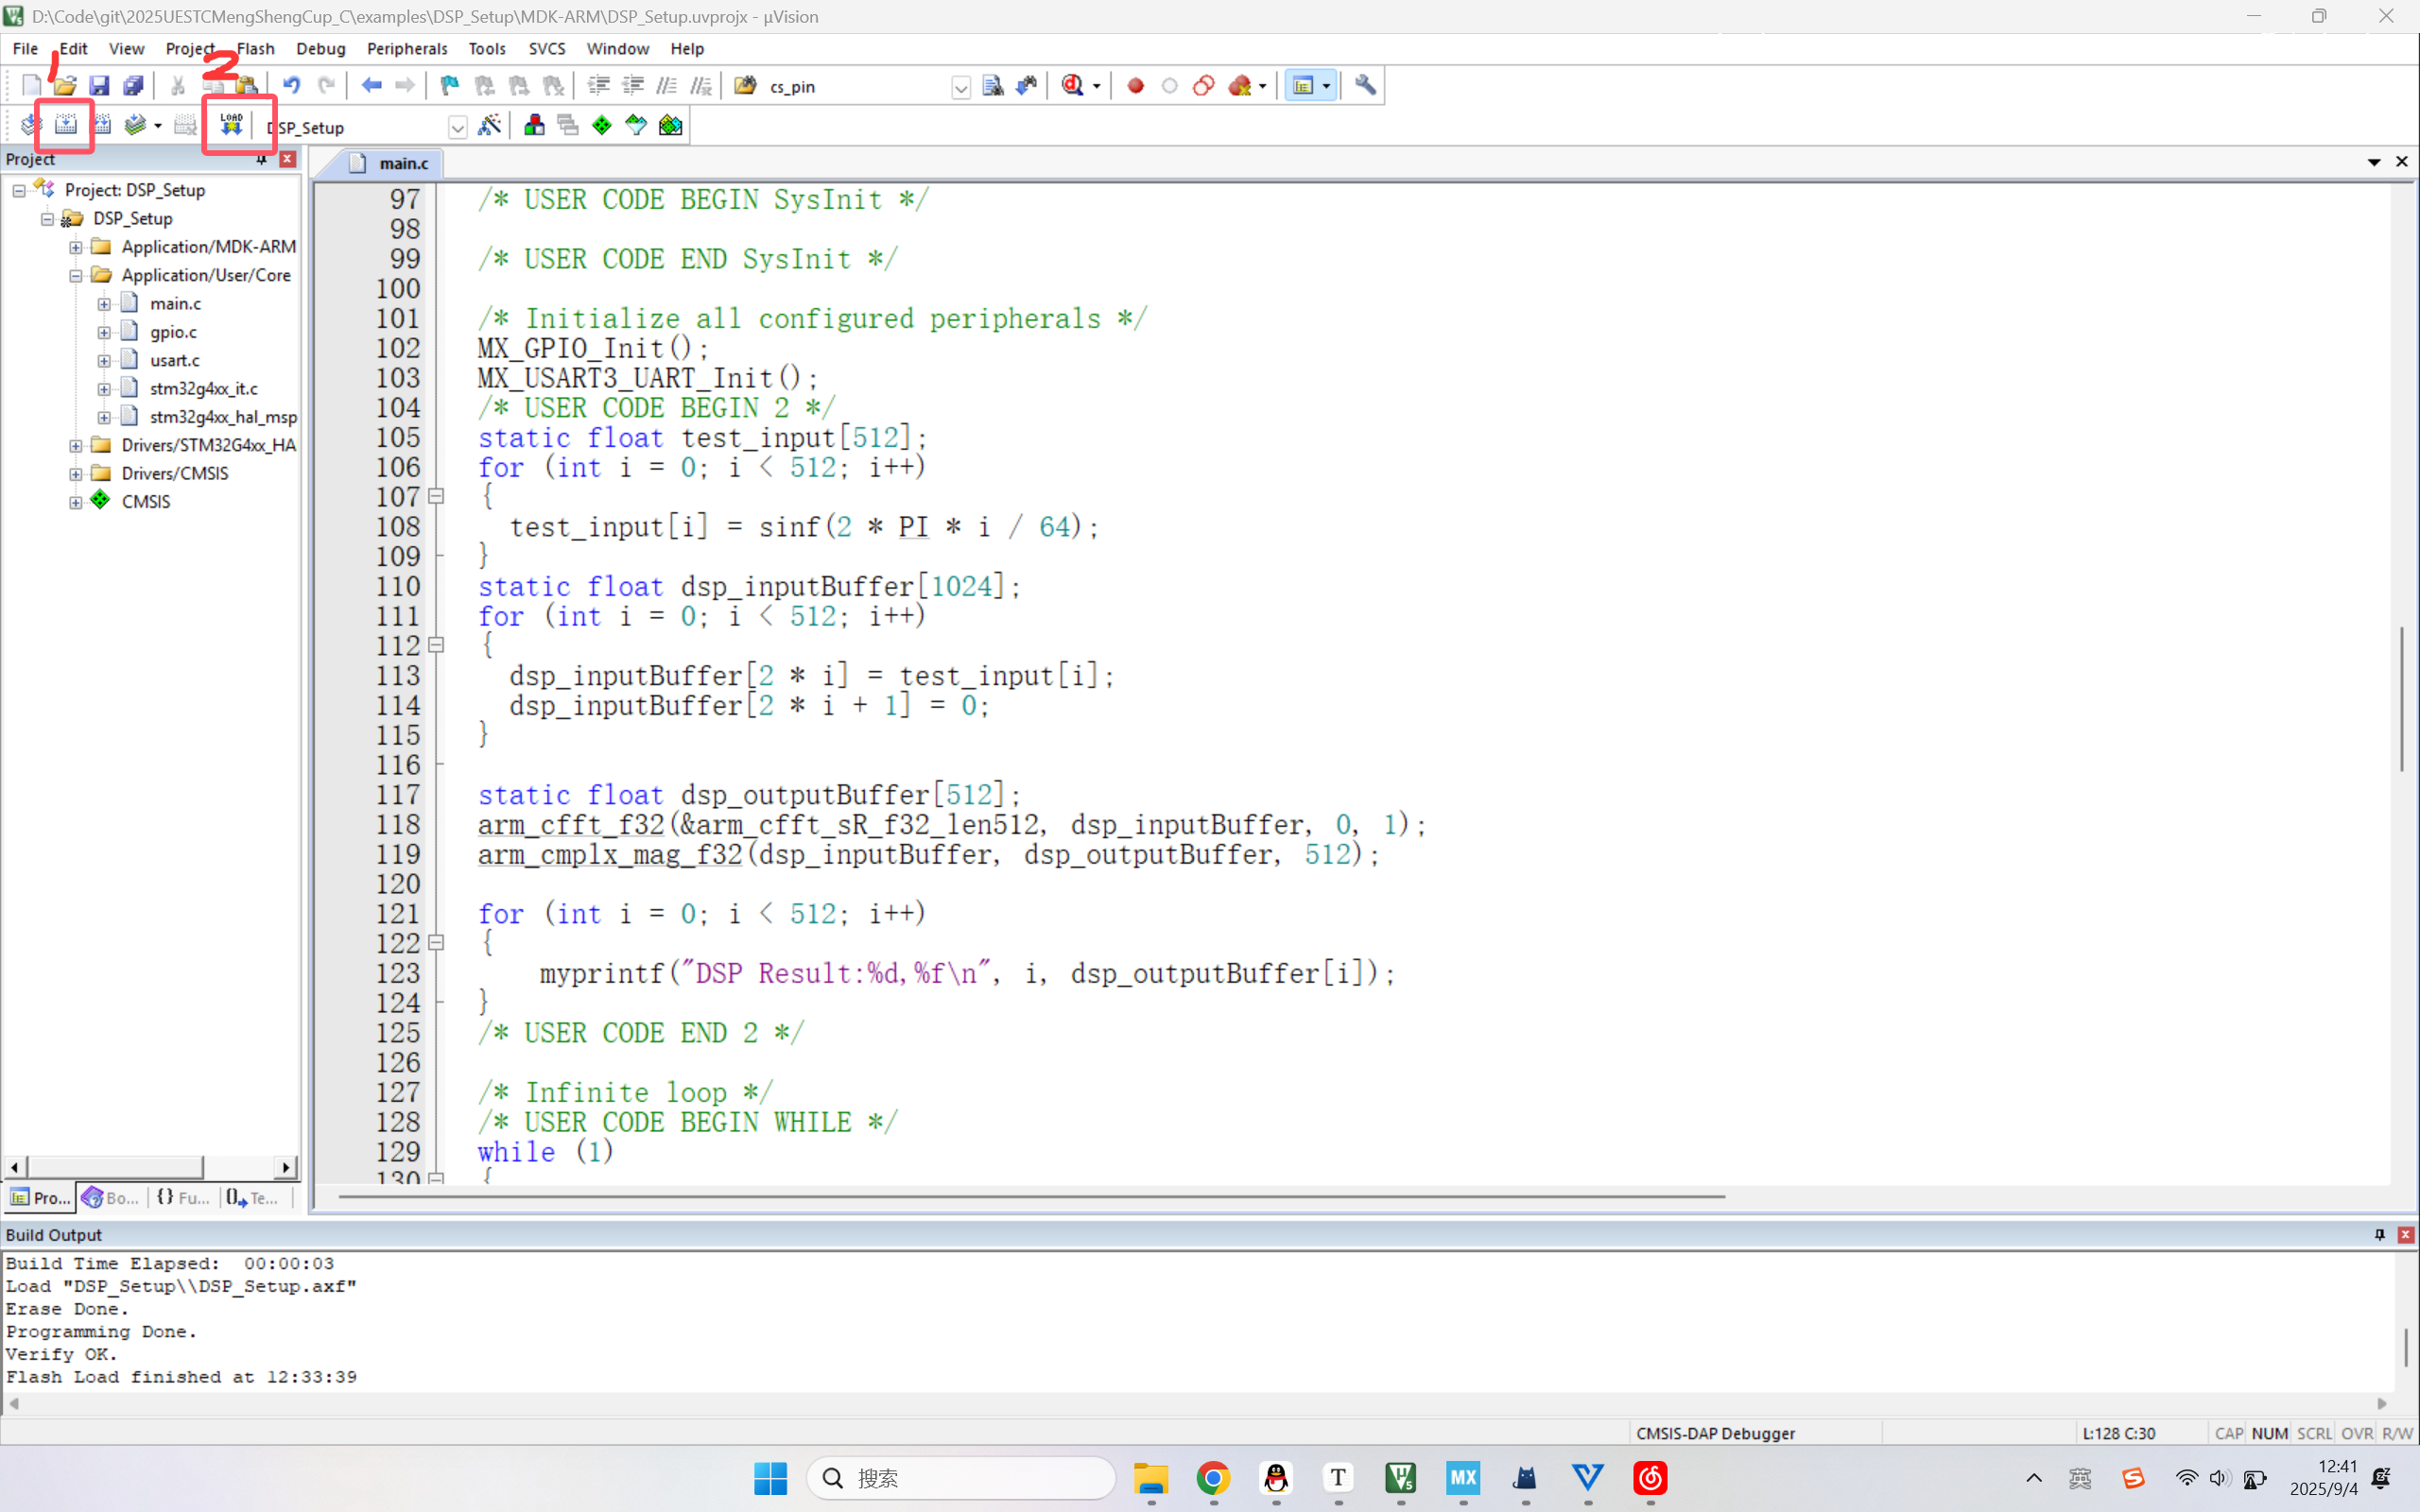 D:\Code\git\2025UESTCMengShengCup_C\examples\DSP_Setup\MDK-ARM\DSP_Setup.uvprojx - µVision
File Edit View Project Flash Debug Peripherals Tools SVCS Window Help
1 2
cs_pin
LOAD DSP_Setup
Project
main.c
Project: DSP_Setup
DSP_Setup
Application/MDK-ARM
Application/User/Core
main.c
gpio.c
usart.c
stm32g4xx_it.c
stm32g4xx_hal_msp
Drivers/STM32G4xx_HA
Drivers/CMSIS
CMSIS
97 /* USER CODE BEGIN SysInit */
98
99 /* USER CODE END SysInit */
100
101 /* Initialize all configured peripherals */
102 MX_GPIO_Init();
103 MX_USART3_UART_Init();
104 /* USER CODE BEGIN 2 */
105 static float test_input[512];
106 for (int i = 0; i < 512; i++)
107 {
108 test_input[i] = sinf(2 * PI * i / 64);
109 }
110 static float dsp_inputBuffer[1024];
111 for (int i = 0; i < 512; i++)
112 {
113 dsp_inputBuffer[2 * i] = test_input[i];
114 dsp_inputBuffer[2 * i + 1] = 0;
115 }
116
117 static float dsp_outputBuffer[512];
118 arm_cfft_f32(&arm_cfft_sR_f32_len512, dsp_inputBuffer, 0, 1);
119 arm_cmplx_mag_f32(dsp_inputBuffer, dsp_outputBuffer, 512);
120
121 for (int i = 0; i < 512; i++)
122 {
123 myprintf("DSP Result:%d,%f\n", i, dsp_outputBuffer[i]);
124 }
125 /* USER CODE END 2 */
126
127 /* Infinite loop */
128 /* USER CODE BEGIN WHILE */
129 while (1)
130 {
Pro... Bo... {} Fu... Te...
Build Output
Build Time Elapsed: 00:00:03
Load "DSP_Setup\\DSP_Setup.axf"
Erase Done.
Programming Done.
Verify OK.
Flash Load finished at 12:33:39
CMSIS-DAP Debugger L:128 C:30 CAP NUM SCRL OVR R/W
搜索
T
MX
英
12:41
2025/9/4